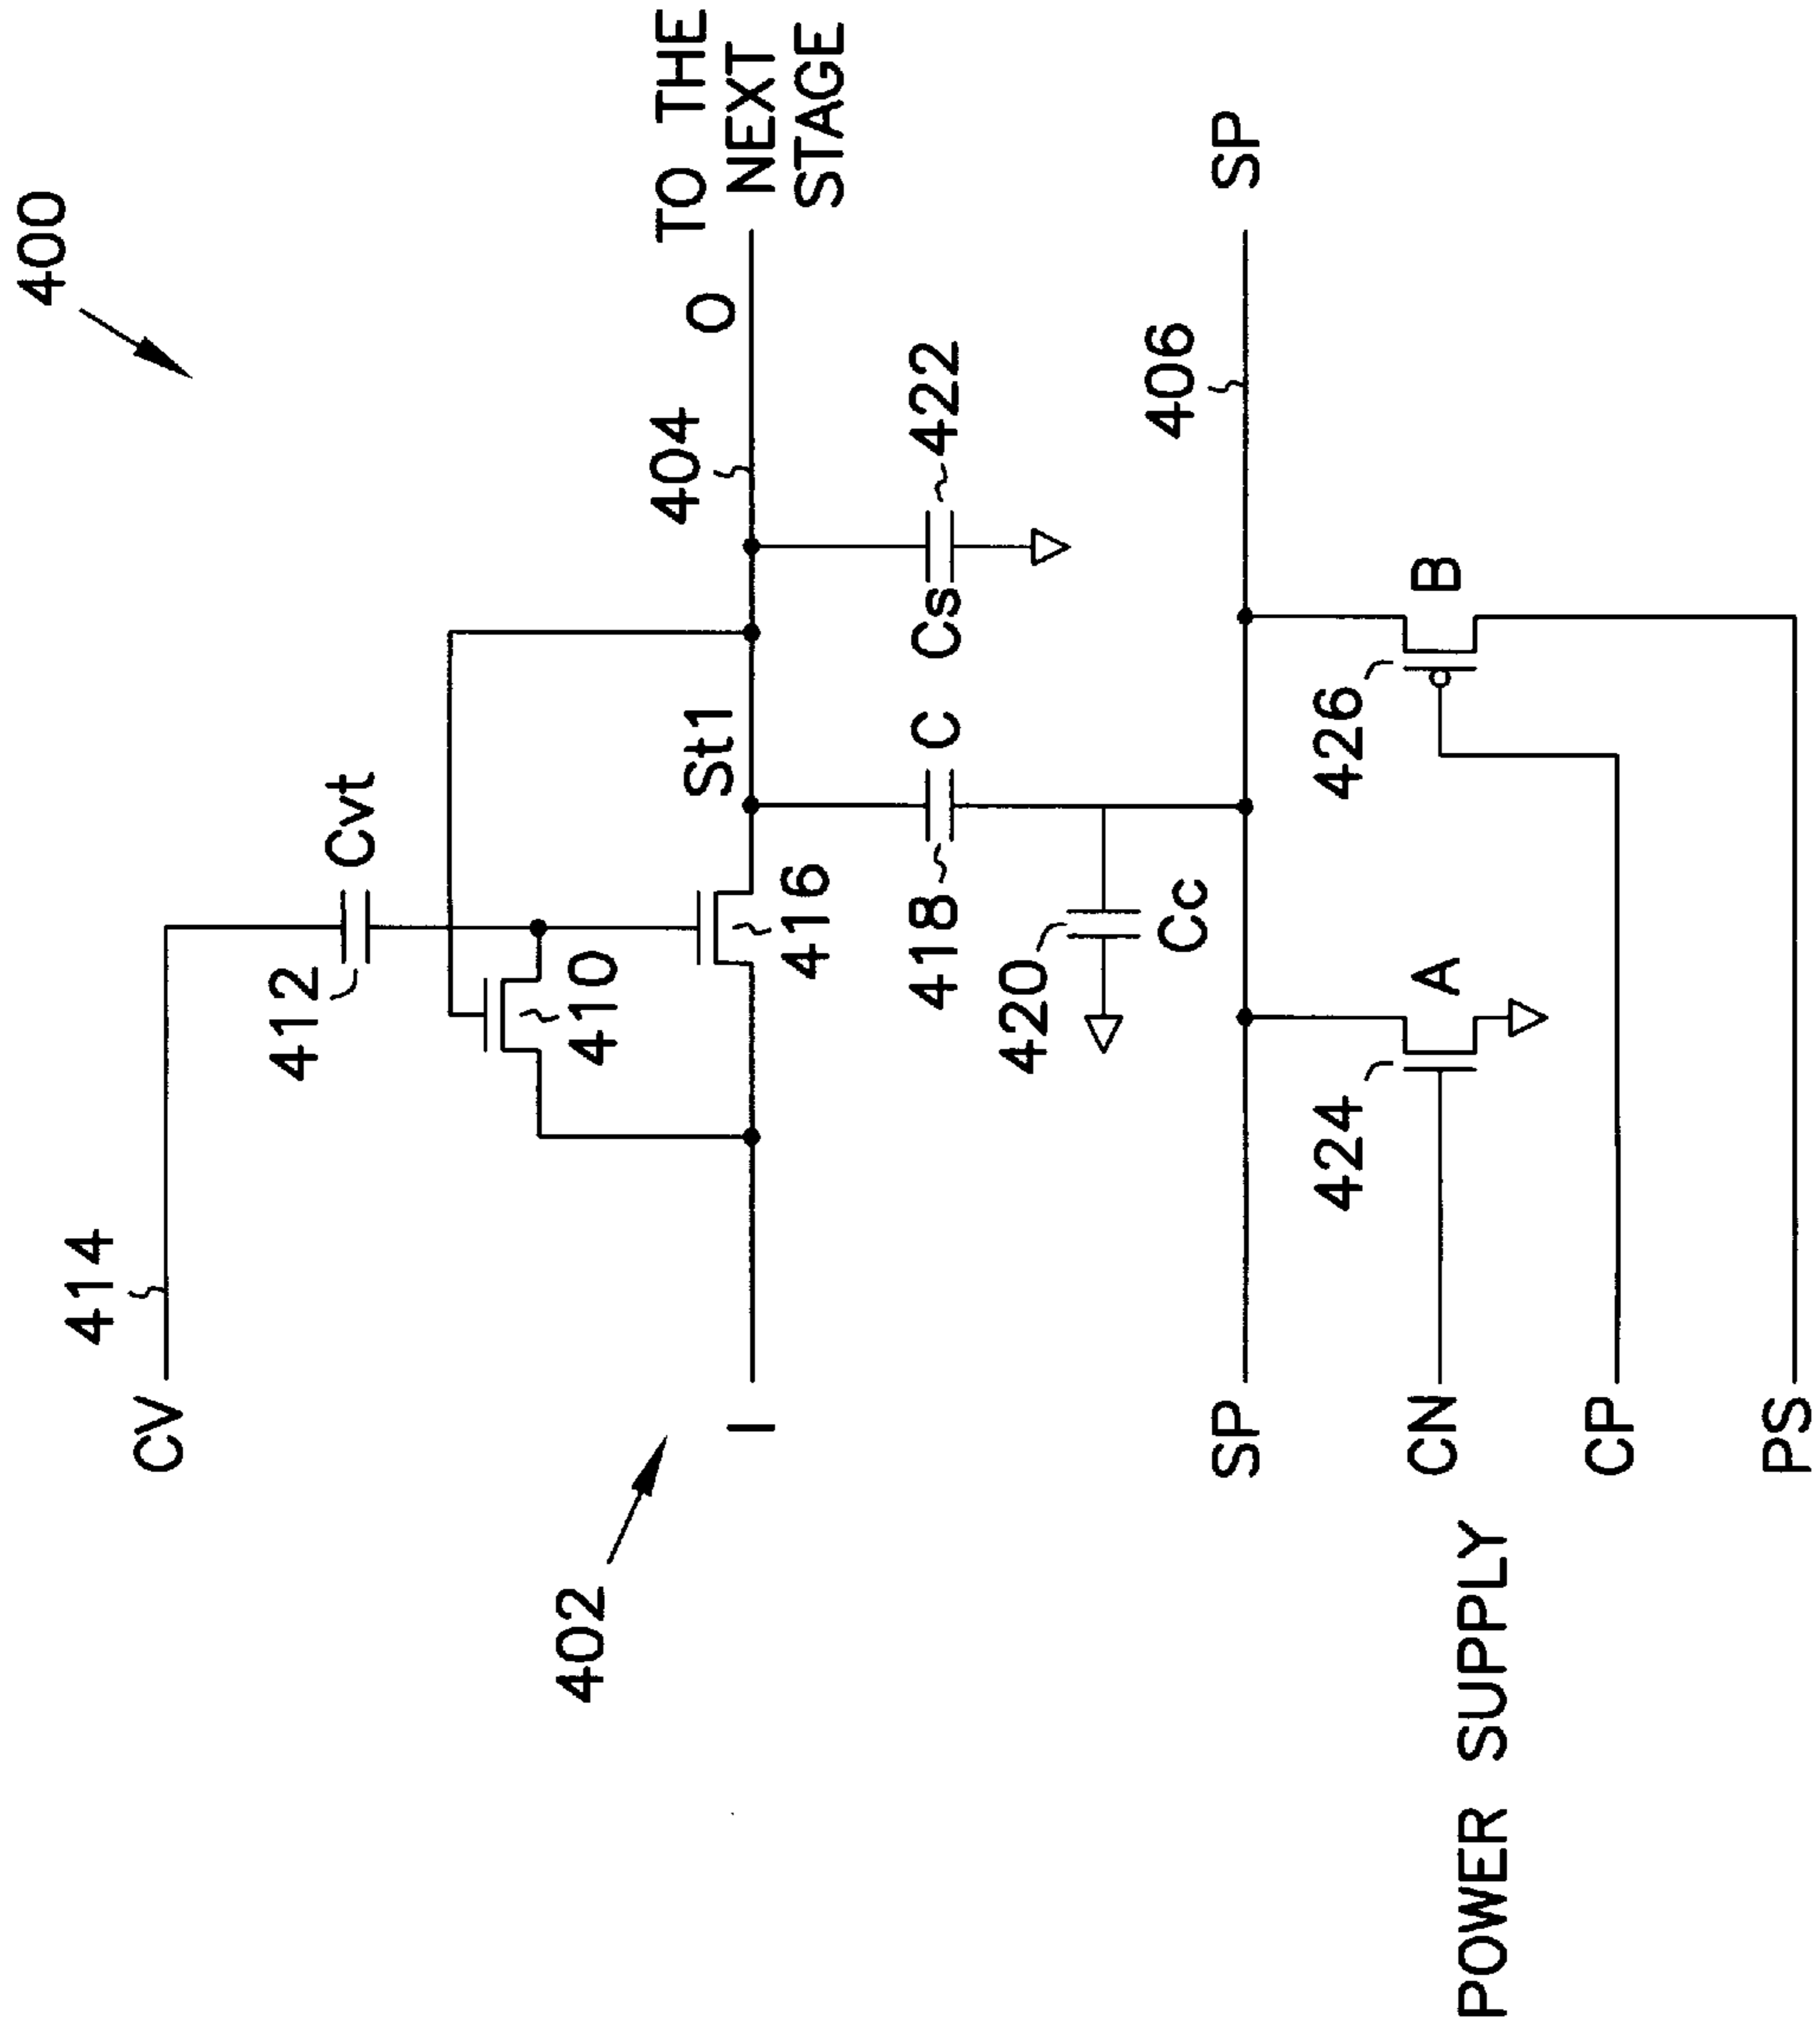 400
414
CV
412
Cvt
410
St1
404
O
TO THE
NEXT
STAGE
402
I
416
418
C
Cs
422
420
Cc
406
SP
SP
424
A
426
B
CN
POWER SUPPLY
CP
PS